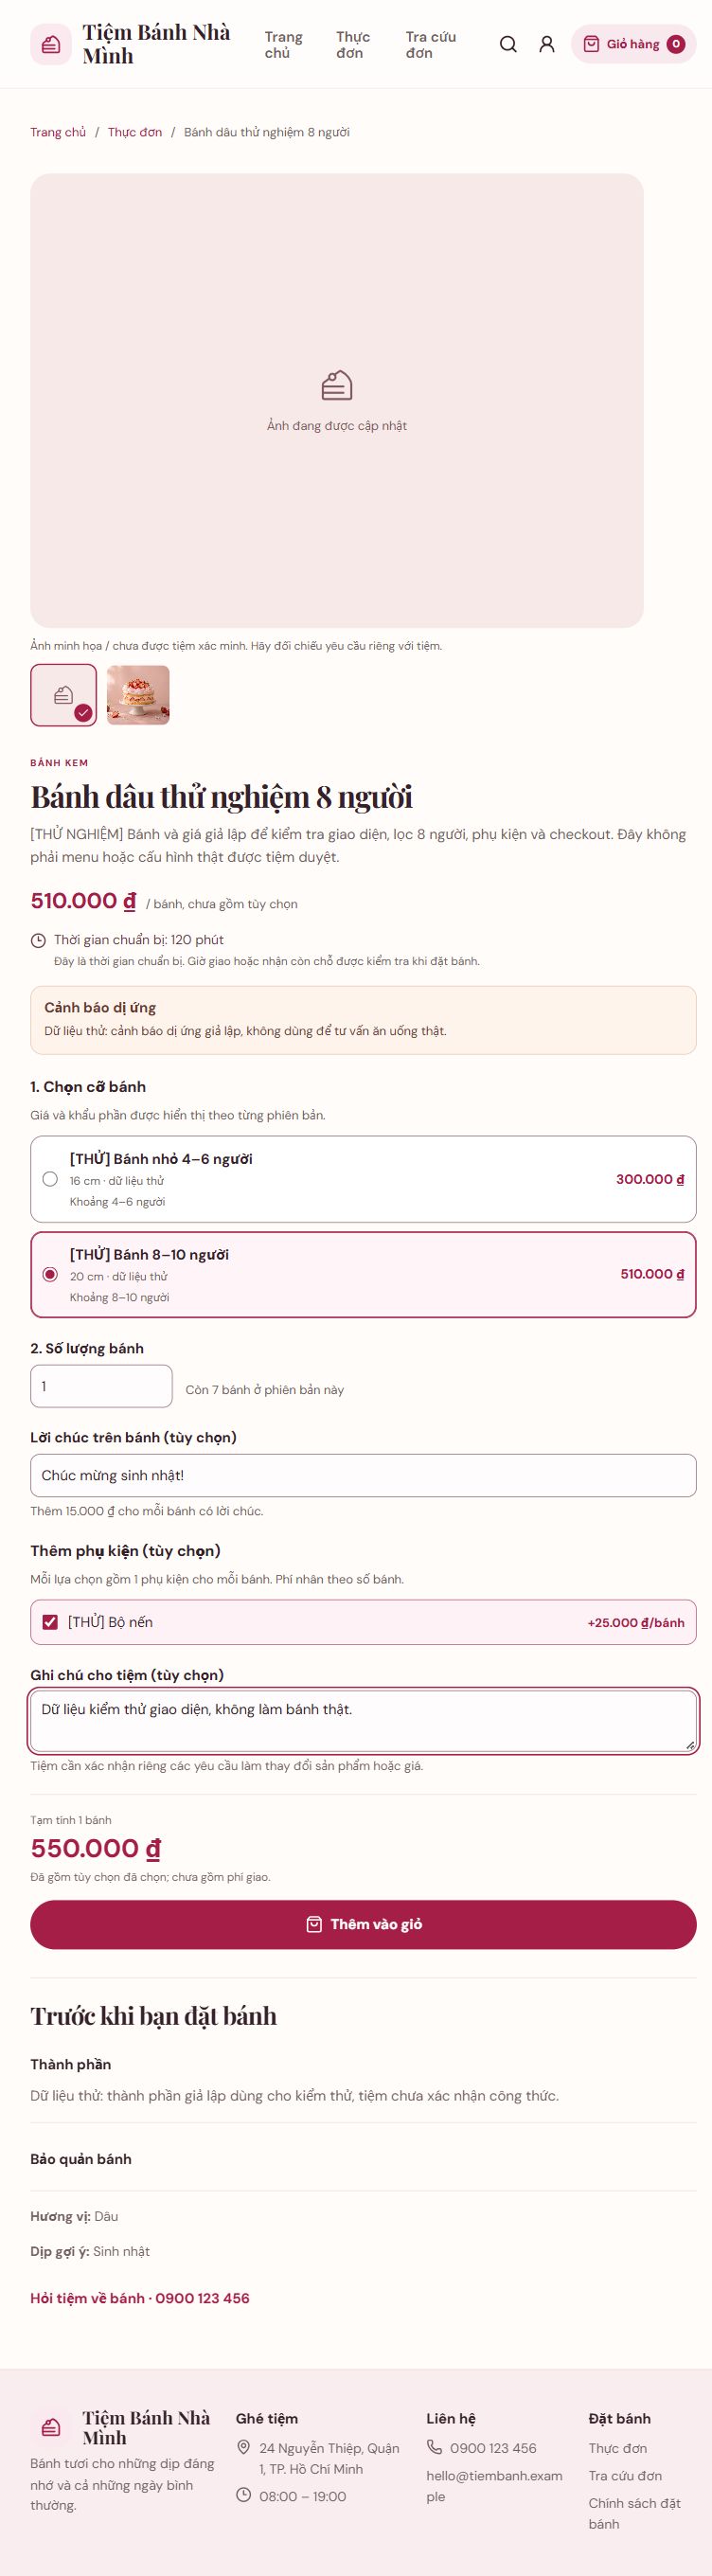 Tiệm Bánh Nhà
Mình
Trang
chủ
Thực
đơn
Tra cứu
đơn
Giỏ hàng 0
Trang chủ / Thực đơn / Bánh dâu thử nghiệm 8 người
Ảnh đang được cập nhật
Ảnh minh họa / chưa được tiệm xác minh. Hãy đối chiếu yêu cầu riêng với tiệm.
BÁNH KEM
Bánh dâu thử nghiệm 8 người
[THỬ NGHIỆM] Bánh và giá giả lập để kiểm tra giao diện, lọc 8 người, phụ kiện và checkout. Đây không
phải menu hoặc cấu hình thật được tiệm duyệt.
510.000 ₫ / bánh, chưa gồm tùy chọn
Thời gian chuẩn bị: 120 phút
Đây là thời gian chuẩn bị. Giờ giao hoặc nhận còn chỗ được kiểm tra khi đặt bánh.
Cảnh báo dị ứng
Dữ liệu thử: cảnh báo dị ứng giả lập, không dùng để tư vấn ăn uống thật.
1. Chọn cỡ bánh
Giá và khẩu phần được hiển thị theo từng phiên bản.
[THỬ] Bánh nhỏ 4–6 người
16 cm · dữ liệu thử
Khoảng 4–6 người
300.000 ₫
[THỬ] Bánh 8–10 người
20 cm · dữ liệu thử
Khoảng 8–10 người
510.000 ₫
2. Số lượng bánh
1
Còn 7 bánh ở phiên bản này
Lời chúc trên bánh (tùy chọn)
Chúc mừng sinh nhật!
Thêm 15.000 ₫ cho mỗi bánh có lời chúc.
Thêm phụ kiện (tùy chọn)
Mỗi lựa chọn gồm 1 phụ kiện cho mỗi bánh. Phí nhân theo số bánh.
[THỬ] Bộ nến
+25.000 ₫/bánh
Ghi chú cho tiệm (tùy chọn)
Dữ liệu kiểm thử giao diện, không làm bánh thật.
Tiệm cần xác nhận riêng các yêu cầu làm thay đổi sản phẩm hoặc giá.
Tạm tính 1 bánh
550.000 ₫
Đã gồm tùy chọn đã chọn; chưa gồm phí giao.
Thêm vào giỏ
Trước khi bạn đặt bánh
Thành phần
Dữ liệu thử: thành phần giả lập dùng cho kiểm thử, tiệm chưa xác nhận công thức.
Bảo quản bánh
Hương vị: Dâu
Dịp gợi ý: Sinh nhật
Hỏi tiệm về bánh · 0900 123 456
Tiệm Bánh Nhà
Mình
Bánh tươi cho những dịp đáng
nhớ và cả những ngày bình
thường.
Ghé tiệm
24 Nguyễn Thiệp, Quận
1, TP. Hồ Chí Minh
08:00 – 19:00
Liên hệ
0900 123 456
hello@tiembanh.exam
ple
Đặt bánh
Thực đơn
Tra cứu đơn
Chính sách đặt
bánh